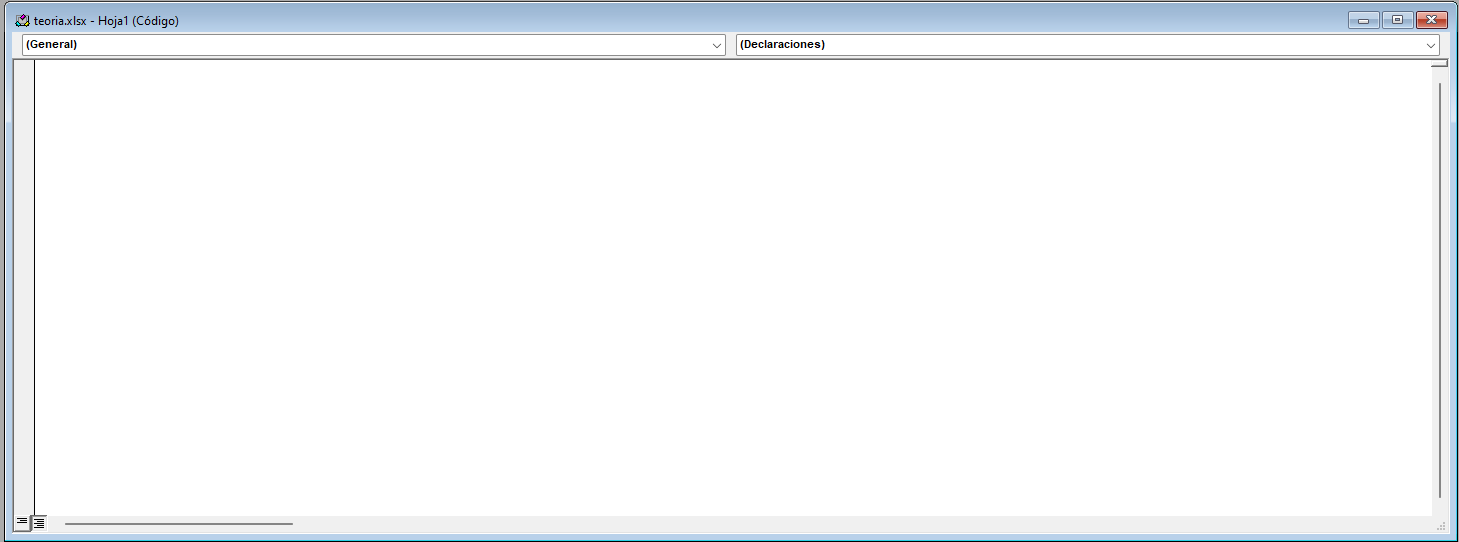 teoria.xlsx - Hoja1 (Código)
(General)
(Declaraciones)